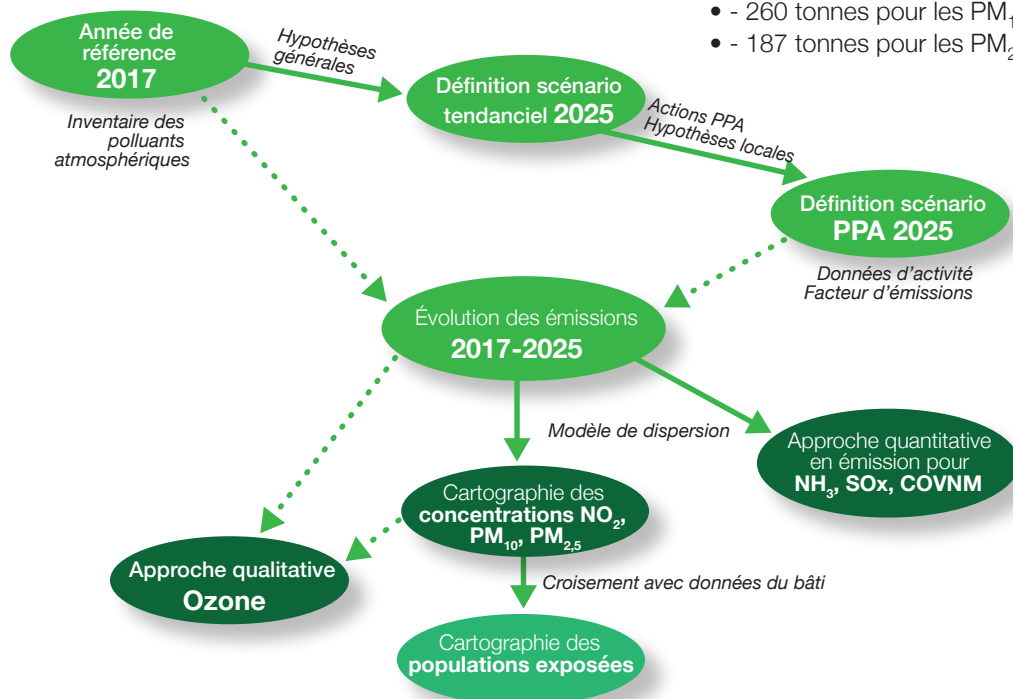 • - 260 tonnes pour les PM₁
• - 187 tonnes pour les PM₂
Année de
référence
2017
Hypothèses
générales
Inventaire des
polluants
atmosphériques
Définition scénario
tendanciel 2025
Actions PPA
Hypothèses locales
Définition scénario
PPA 2025
Données d'activité
Facteur d'émissions
Évolution des émissions
2017-2025
Modèle de dispersion
Approche quantitative
en émission pour
NH₃, SOx, COVNM
Cartographie des
concentrations NO₂,
PM₁₀, PM₂,₅
Approche qualitative
Ozone
Croisement avec données du bâti
Cartographie des
populations exposées